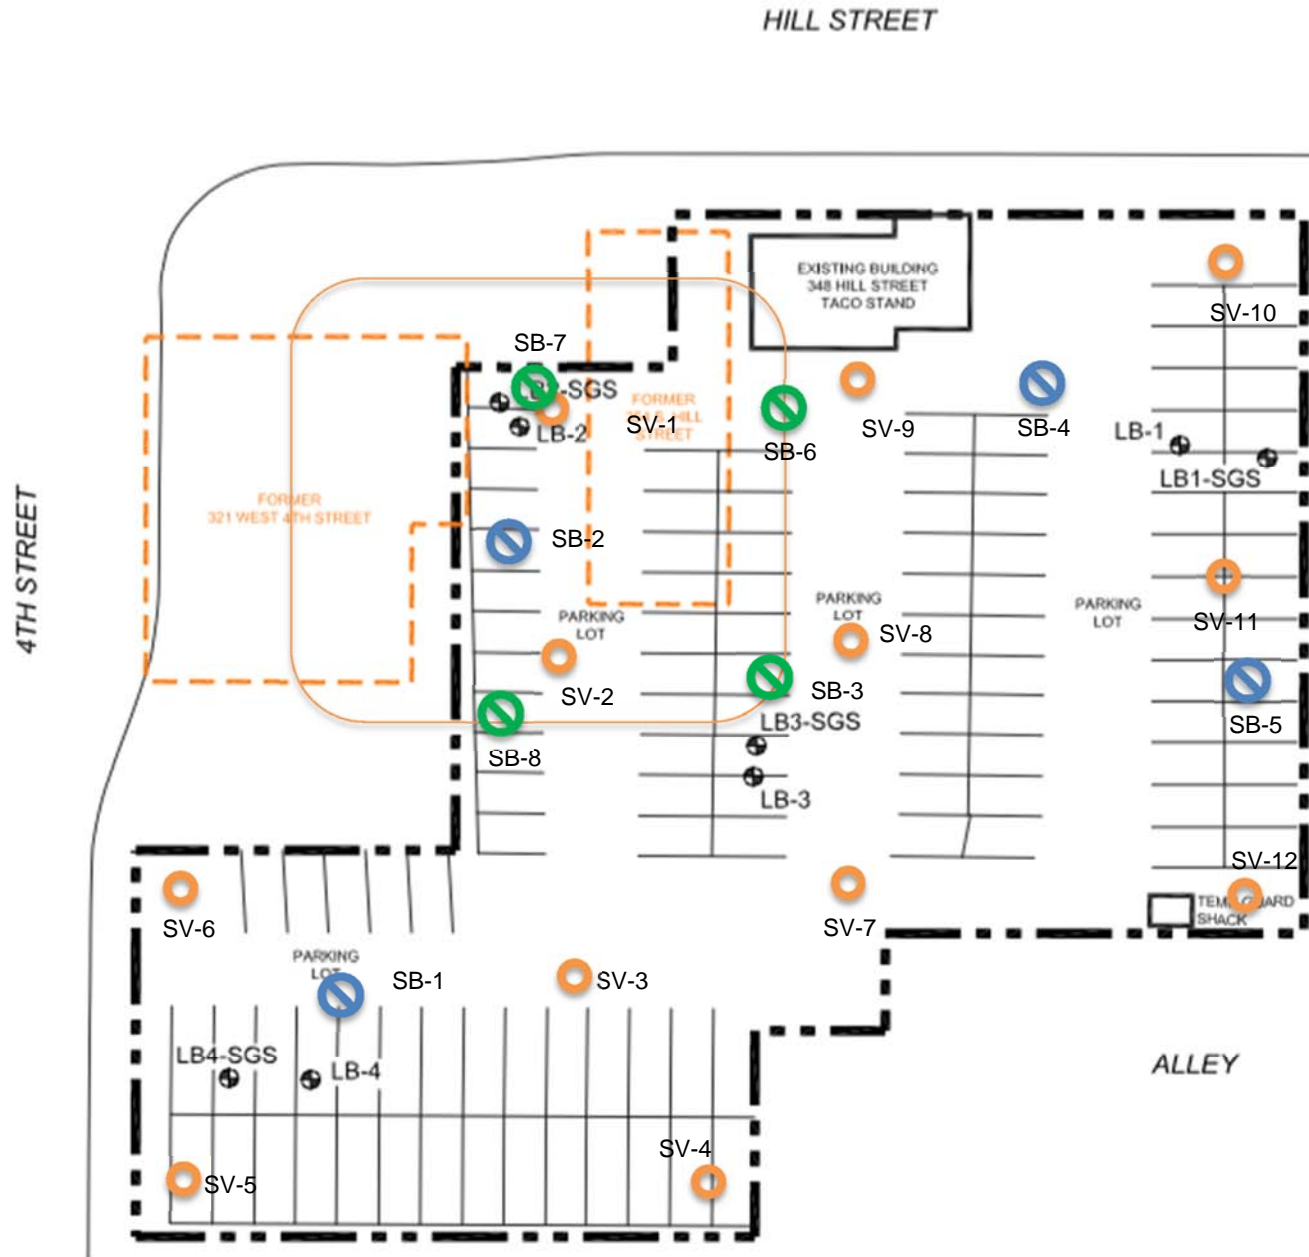 HILL STREET
EXISTING BUILDING
348 HILL STREET
TACO STAND
SV-10
SB-7
-SGS
LB-2
FORMER
HILL
STREET
SV-1
SB-6
SV-9
SB-4
LB-1
LB1-SGS
4TH STREET
FORMER
321 WEST 4TH STREET
SB-2
PARKING
LOT
PARKING
LOT
SV-8
PARKING
LOT
SV-11
SV-2
SB-3
LB3-SGS
SB-5
SB-8
LB-3
SV-12
SV-6
SV-7
SHACK
PARKING
LOT
SB-1
SV-3
LB4-SGS
LB-4
ALLEY
SV-4
SV-5